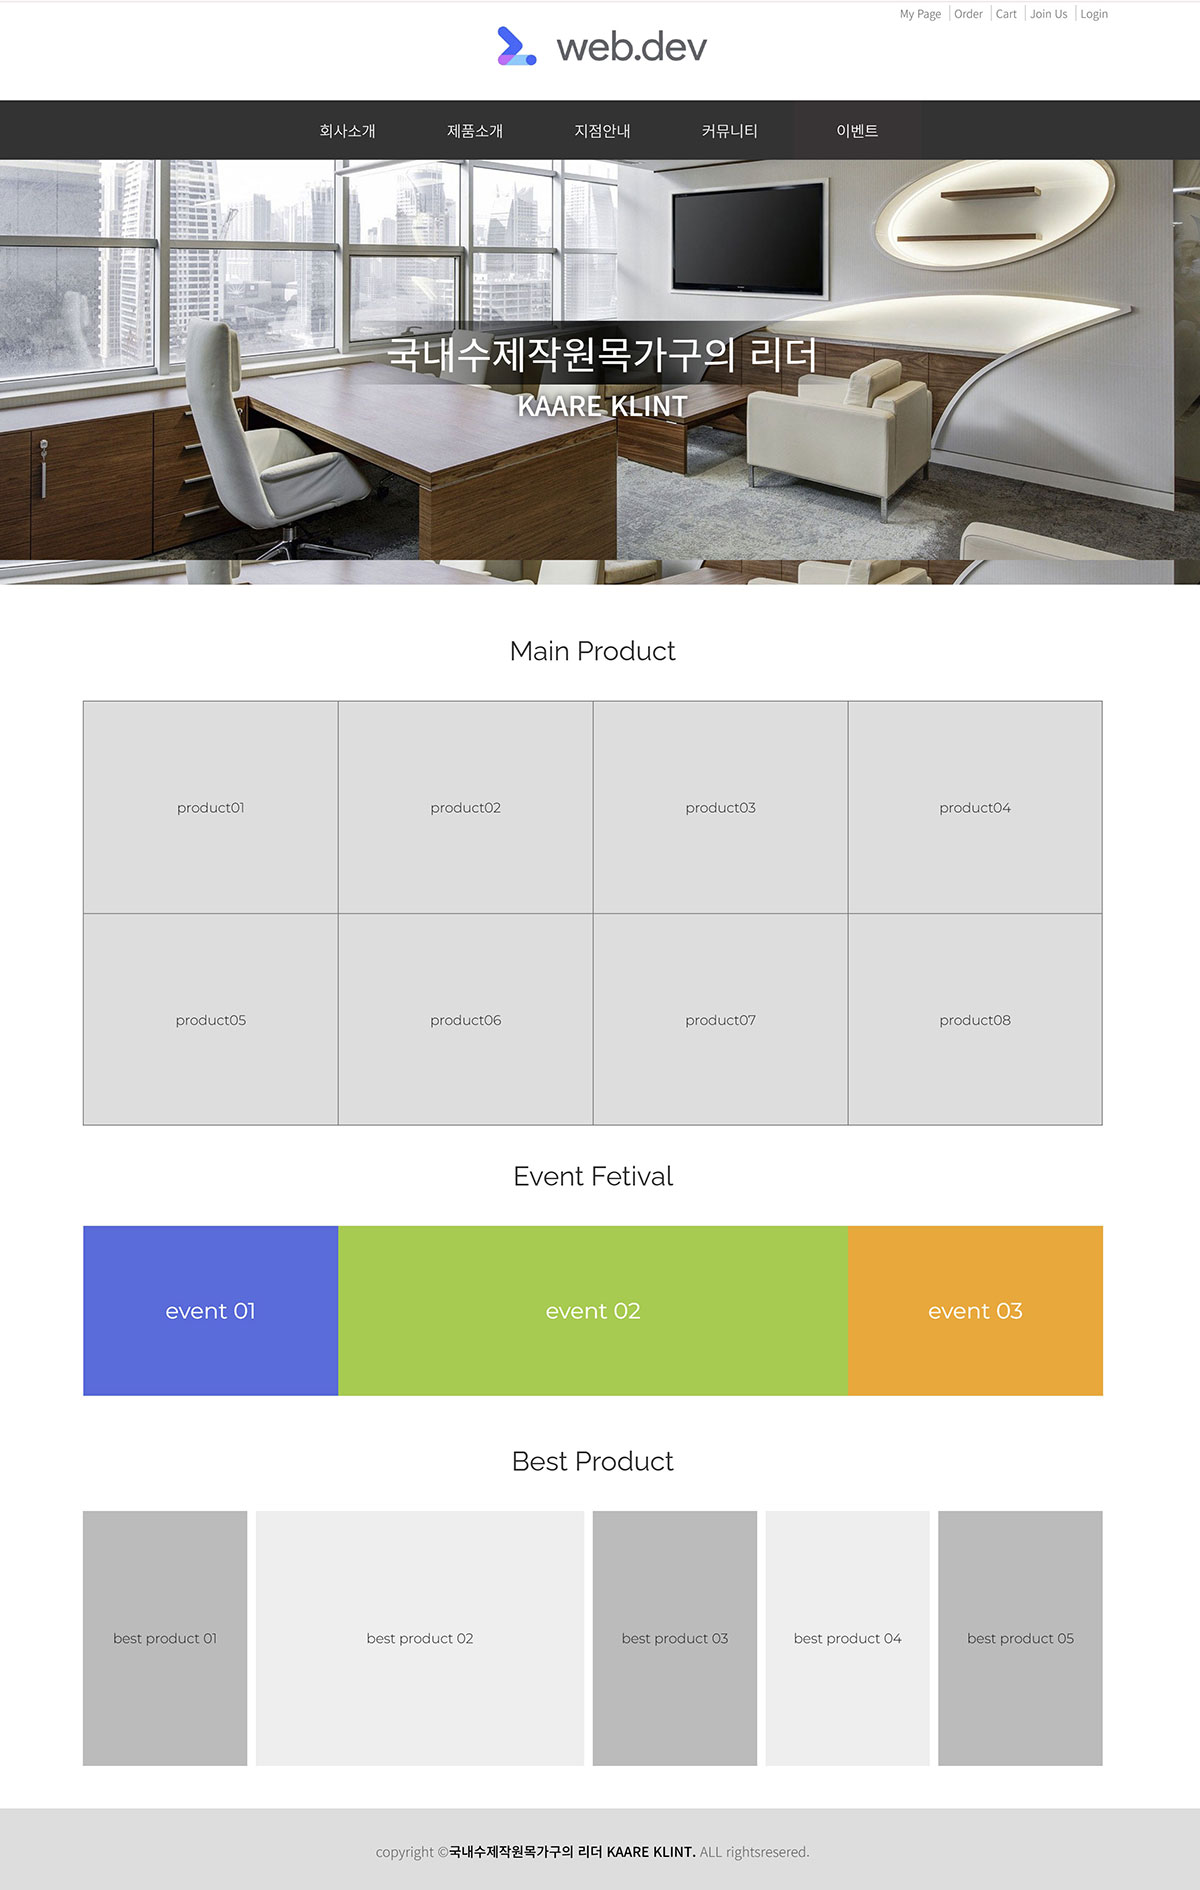 My Page Order Cart Join Us Login
web.dev
회사소개 제품소개 지점안내 커뮤니티 이벤트
국내수제작원목가구의 리더
KAARE KLINT
Main Product
product01 product02 product03 product04
product05 product06 product07 product08
Event Fetival
event 01 event 02 event 03
Best Product
best product 01 best product 02 best product 03 best product 04 best product 05
copyright ©국내수제작원목가구의 리더 KAARE KLINT. ALL rightsresered.